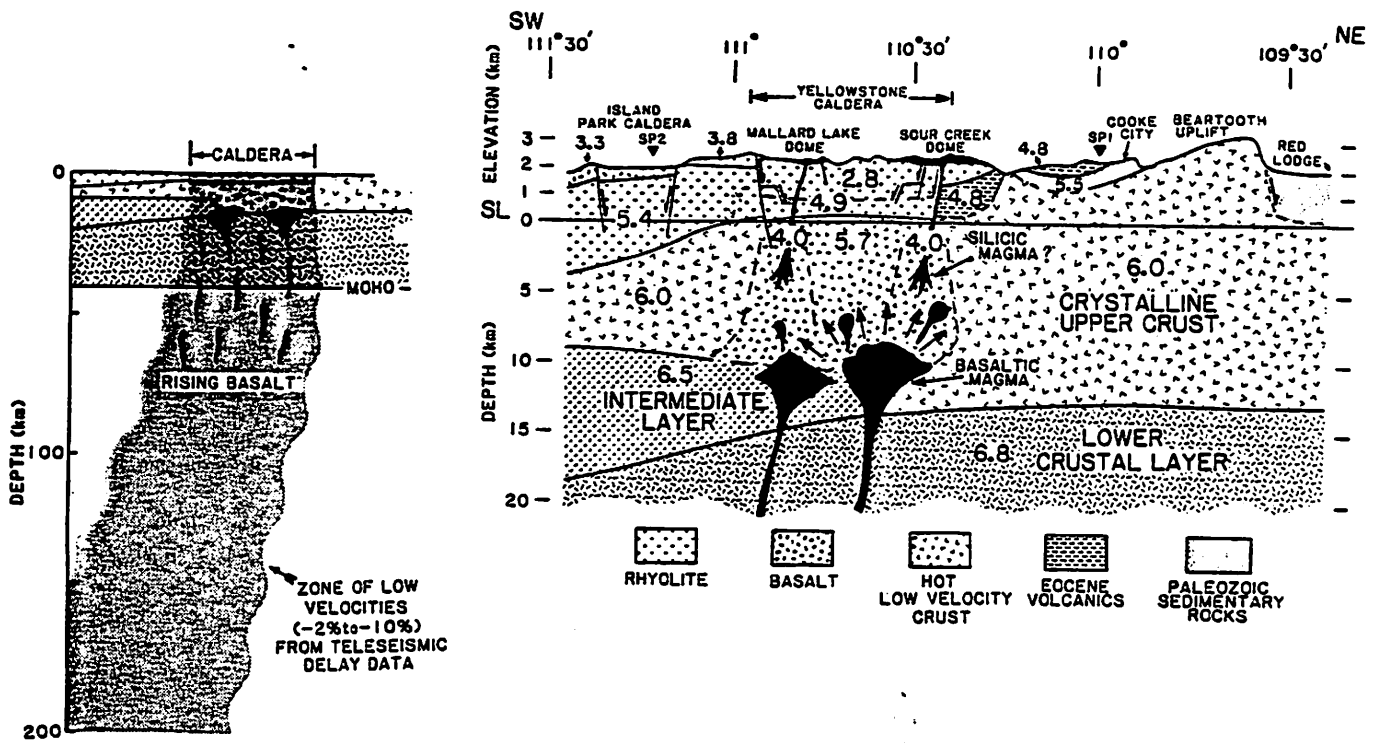 CALDERA
0
MOHO
RISING BASALT
DEPTH (km)
100
ZONE OF LOW
VELOCITIES
(-2% to -10%)
FROM TELESEISMIC
DELAY DATA
200
SW
NE
111°30'
111°
110°30'
110°
109°30'
ELEVATION (km)
YELLOWSTONE
CALDERA
ISLAND
PARK CALDERA
SP2
3.3
3.8
MALLARD LAKE
DOME
SOUR CREEK
DOME
4.8
SP1
COOKE
CITY
BEARTOOTH
UPLIFT
RED
LODGE
3
2
1
SL 0
2.8
4.9
4.8
5.5
5.4
4.0
5.7
4.0
SILICIC
MAGMA?
6.0
6.0
CRYSTALLINE
UPPER CRUST
5
DEPTH (km)
10
6.5
INTERMEDIATE
LAYER
BASALTIC
MAGMA
15
6.8
LOWER
CRUSTAL LAYER
20
RHYOLITE
BASALT
HOT
LOW VELOCITY
CRUST
EOCENE
VOLCANICS
PALEOZOIC
SEDIMENTARY
ROCKS